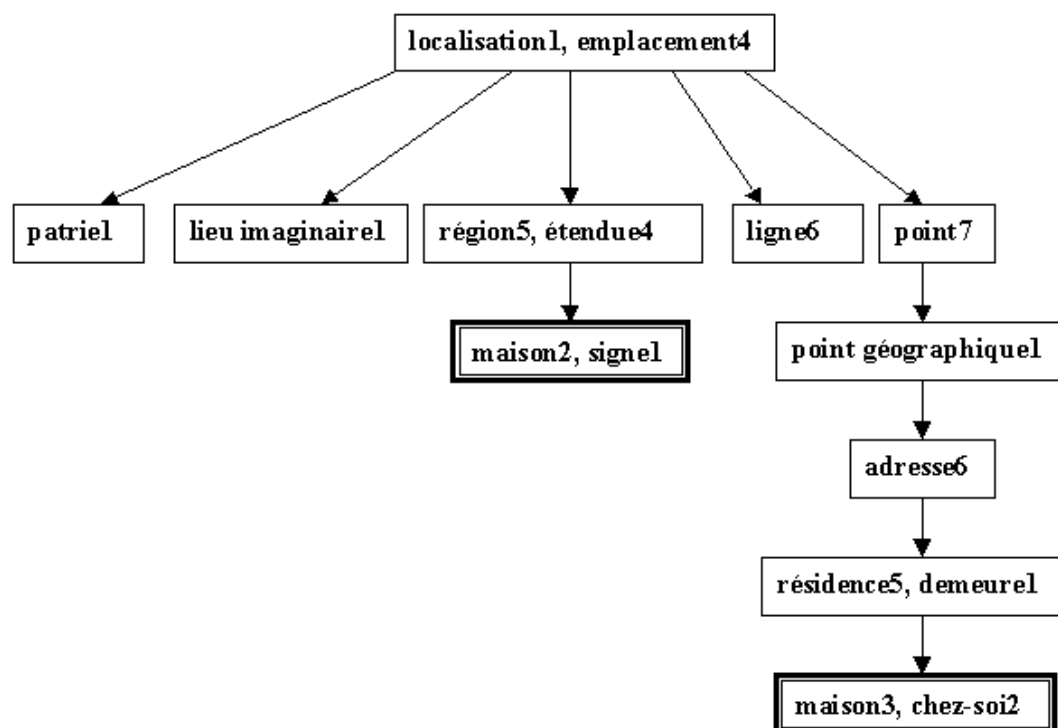 localisation1, emplacement4
patrie1
lieu imaginaire1
région5, étendue4
ligne6
point7
maison2, signe1
point géographique1
adresse6
résidence5, demeure1
maison3, chez-soi2